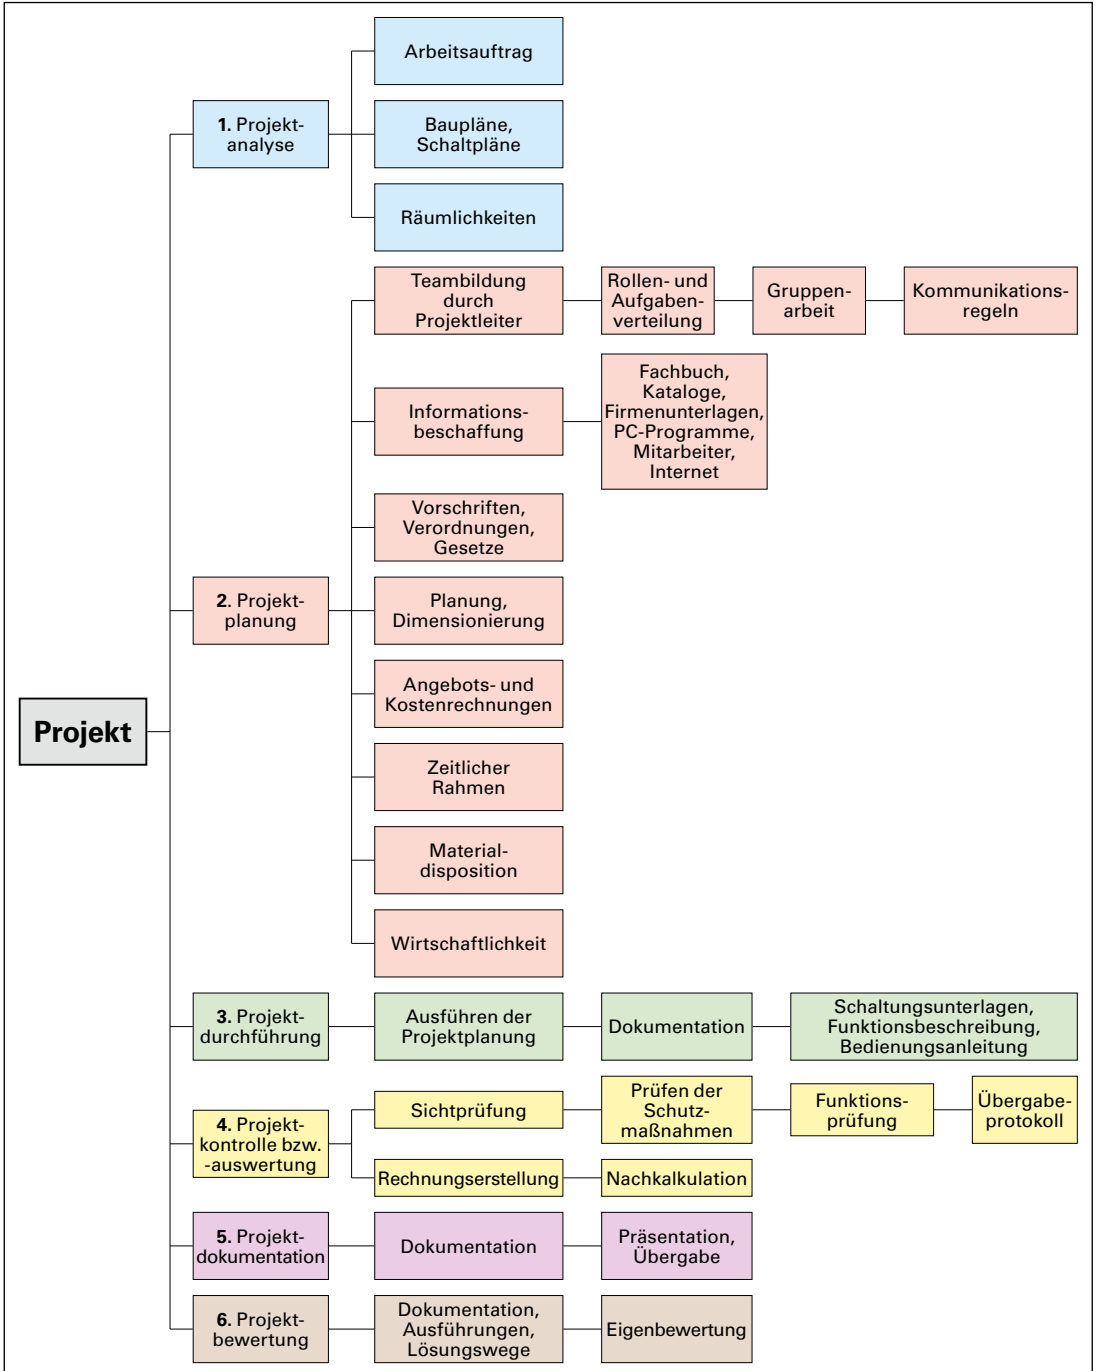 Projekt
1. Projekt-
analyse
Arbeitsauftrag
Baupläne,
Schaltpläne
Räumlichkeiten
2. Projekt-
planung
Teambildung
durch
Projektleiter
Rollen- und
Aufgaben-
verteilung
Gruppen-
arbeit
Kommunikations-
regeln
Informations-
beschaffung
Fachbuch,
Kataloge,
Firmenunterlagen,
PC-Programme,
Mitarbeiter,
Internet
Vorschriften,
Verordnungen,
Gesetze
Planung,
Dimensionierung
Angebots- und
Kostenrechnungen
Zeitlicher
Rahmen
Material-
disposition
Wirtschaftlichkeit
3. Projekt-
durchführung
Ausführen der
Projektplanung
Dokumentation
Schaltungsunterlagen,
Funktionsbeschreibung,
Bedienungsanleitung
4. Projekt-
kontrolle bzw.
-auswertung
Sichtprüfung
Prüfen der
Schutz-
maßnahmen
Funktions-
prüfung
Übergabe-
protokoll
Rechnungserstellung
Nachkalkulation
5. Projekt-
dokumentation
Dokumentation
Präsentation,
Übergabe
6. Projekt-
bewertung
Dokumentation,
Ausführungen,
Lösungswege
Eigenbewertung